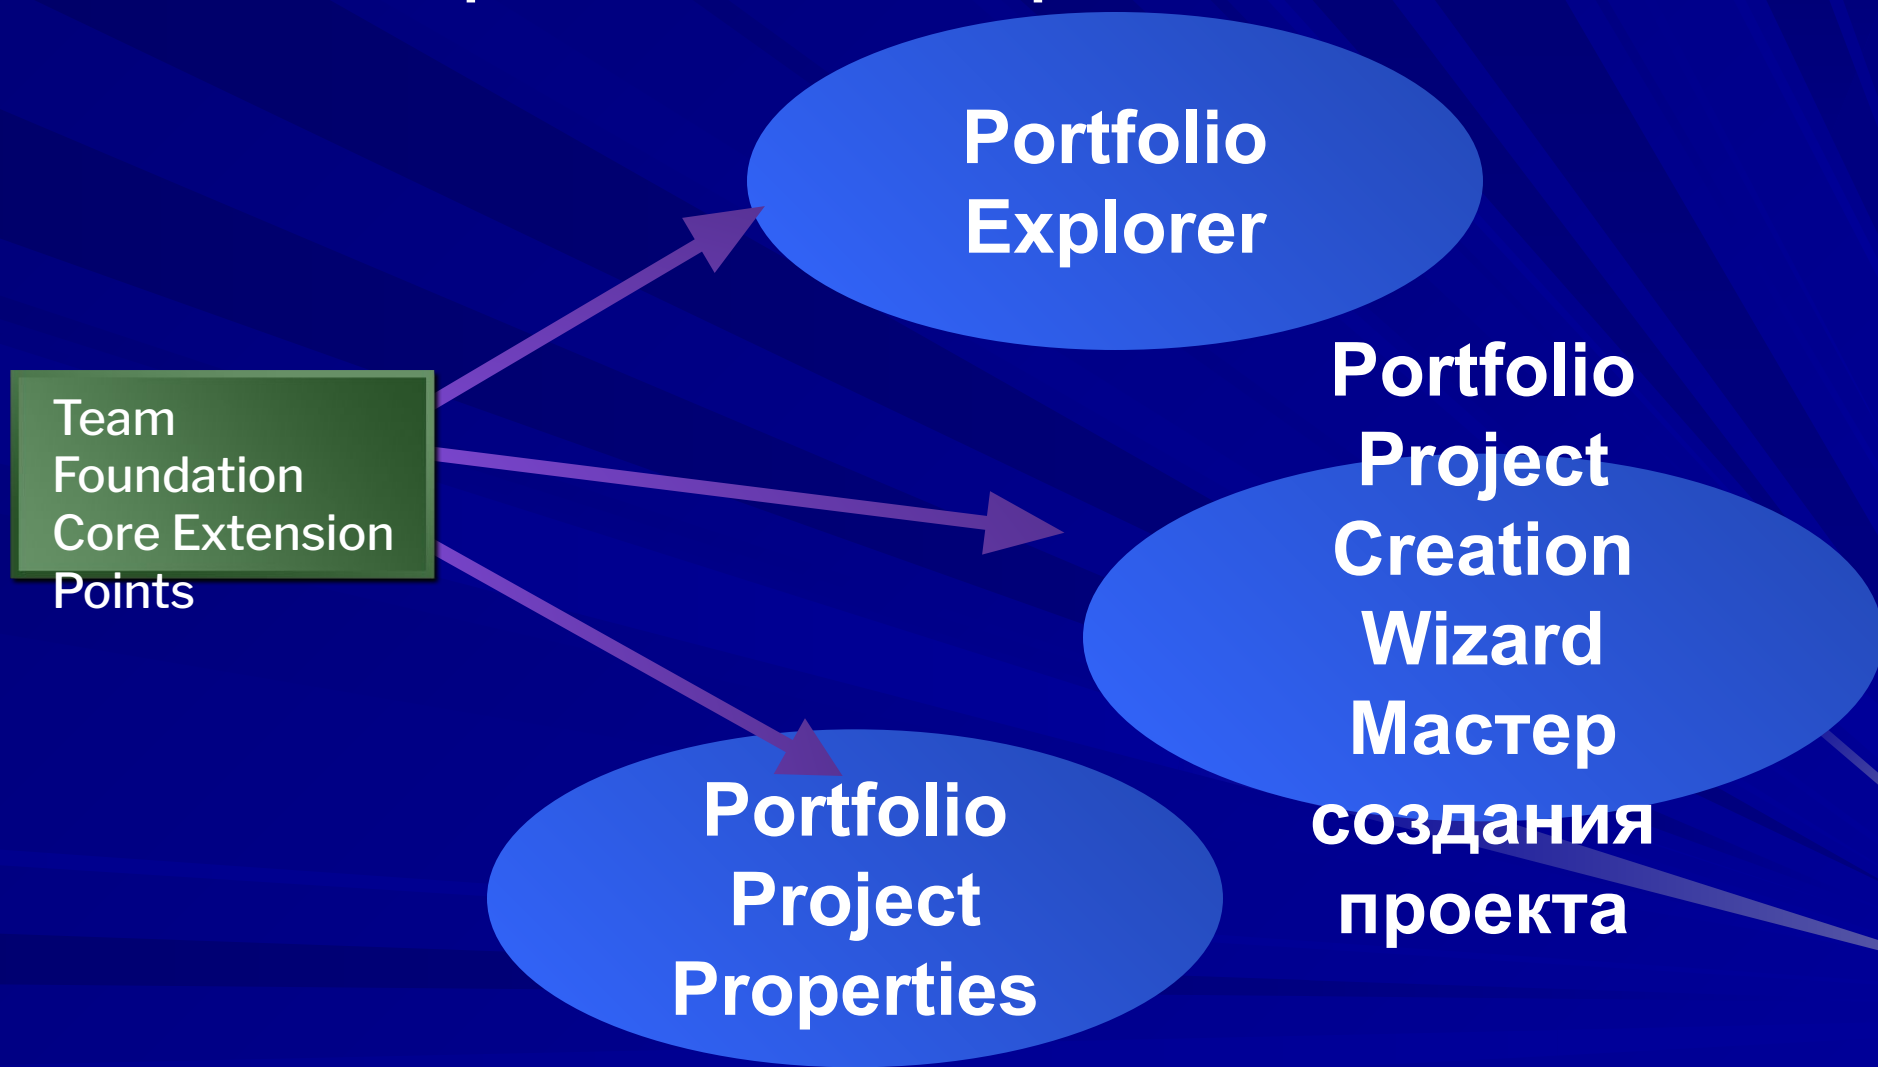 Portfolio
Explorer
Team
Foundation
Core Extension
Points
Portfolio
Project
Creation
Wizard
Мастер
создания
проекта
Portfolio
Project
Properties